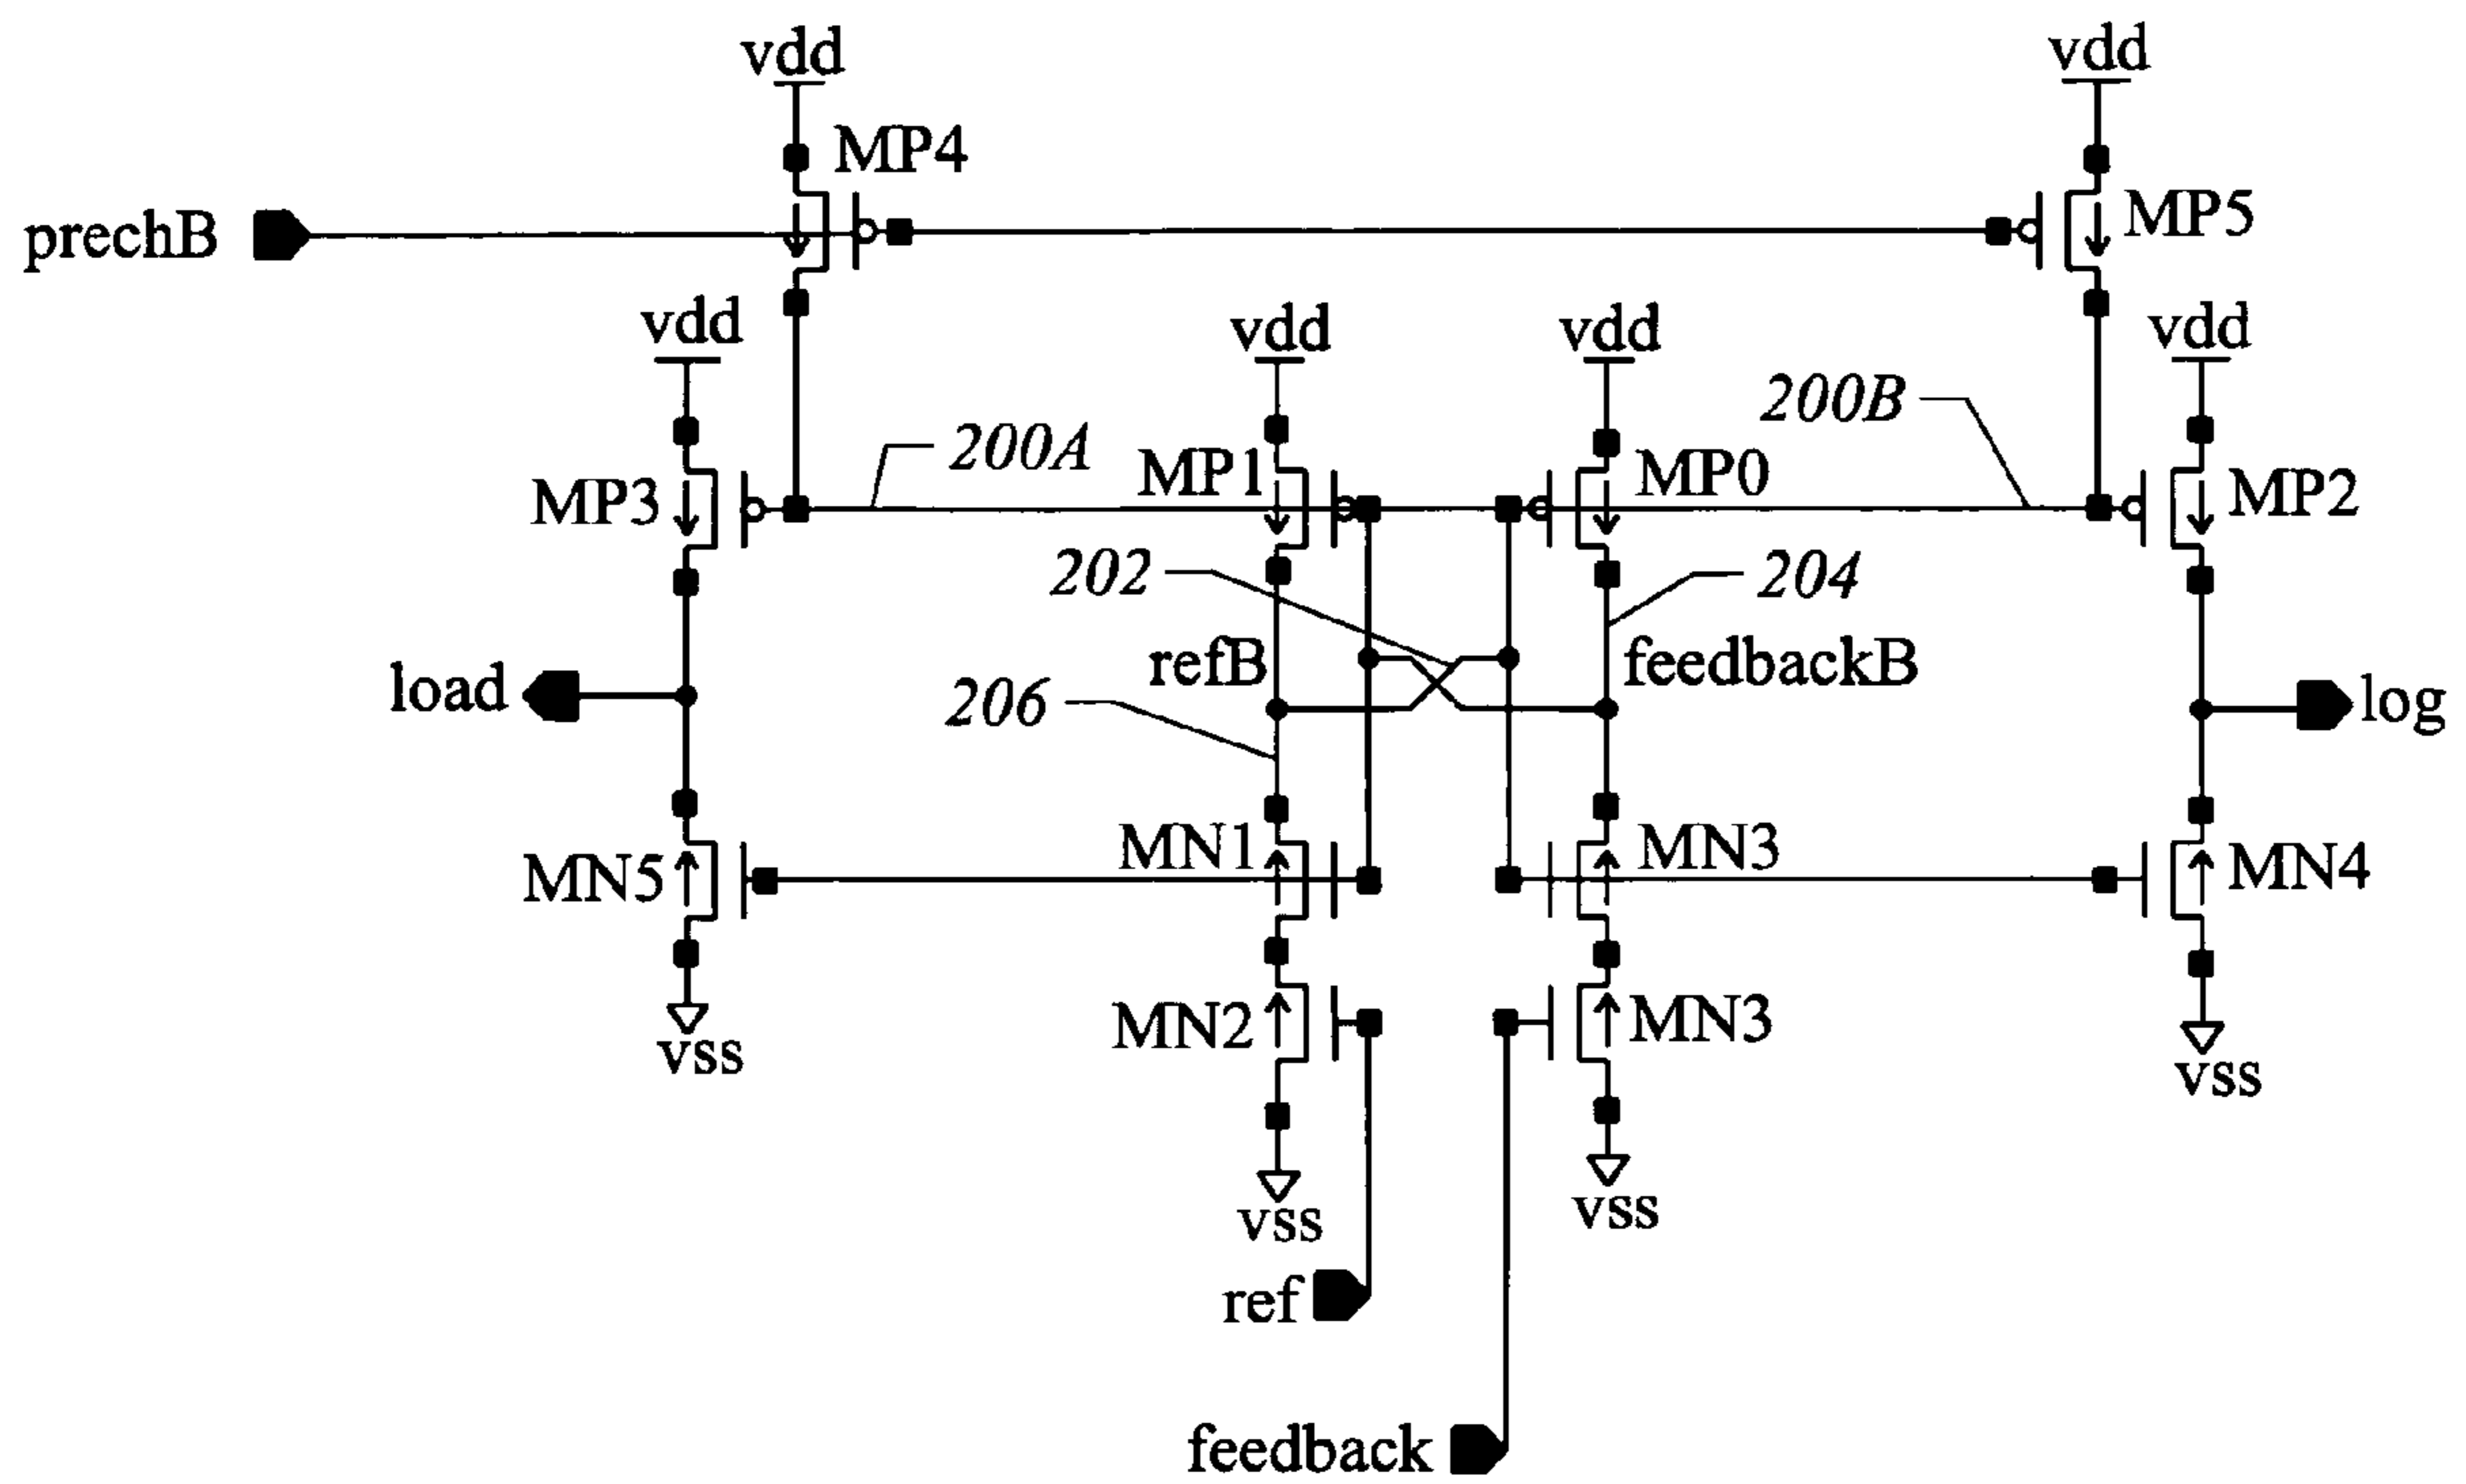 vdd
vdd
MP4
prechB
MP5
vdd
vdd
vdd
vdd
200A
200B
MP3
MP1
MP0
MP2
202
204
refB
feedbackB
load
206
log
MN5
MN1
MN3
MN4
MN2
MN3
vss
vss
vss
vss
ref
feedback